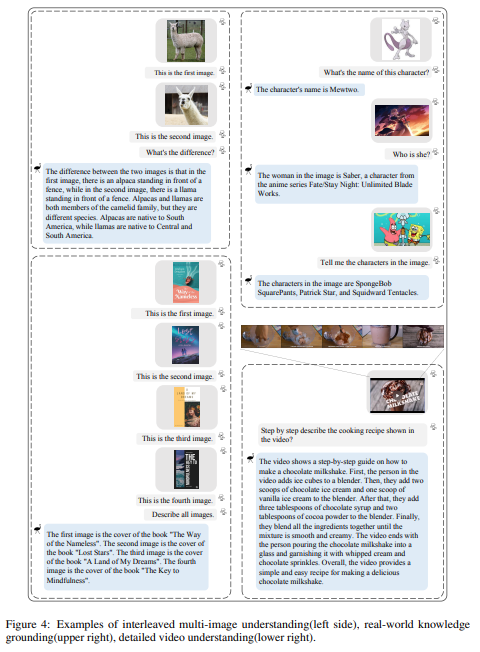 This is the first image.
This is the second image.
What's the difference?
The difference between the two images is that in the
first image, there is an alpaca standing in front of a
fence, while in the second image, there is a llama
standing in front of a fence. Alpacas and llamas are
both members of the camelid family, but they are
different species. Alpacas are native to South
America, while llamas are native to Central and
South America.
This is the first image.
This is the second image.
This is the third image.
This is the fourth image.
Describe all images.
The first image is the cover of the book "The Way
of the Nameless". The second image is the cover of
the book "Lost Stars". The third image is the cover
of the book "A Land of My Dreams". The fourth
image is the cover of the book "The Key to
Mindfulness".
What's the name of this character?
The character's name is Mewtwo.
Who is she?
The woman in the image is Saber, a character from
the anime series Fate/Stay Night: Unlimited Blade
Works.
Tell me the characters in the image.
The characters in the image are SpongeBob
SquarePants, Patrick Star, and Squidward Tentacles.
Step by step describe the cooking recipe shown in
the video?
The video shows a step-by-step guide on how to
make a chocolate milkshake. First, the person in the
video adds ice cubes to a blender. Then, they add two
scoops of chocolate ice cream and one scoop of
vanilla ice cream to the blender. After that, they add
three tablespoons of chocolate syrup and two
tablespoons of cocoa powder to the blender. Finally,
they blend all the ingredients together until the
mixture is smooth and creamy. The video ends with
the person pouring the chocolate milkshake into a
glass and garnishing it with whipped cream and
chocolate sprinkles. Overall, the video provides a
simple and easy recipe for making a delicious
chocolate milkshake.
Figure 4: Examples of interleaved multi-image understanding(left side), real-world knowledge
grounding(upper right), detailed video understanding(lower right).